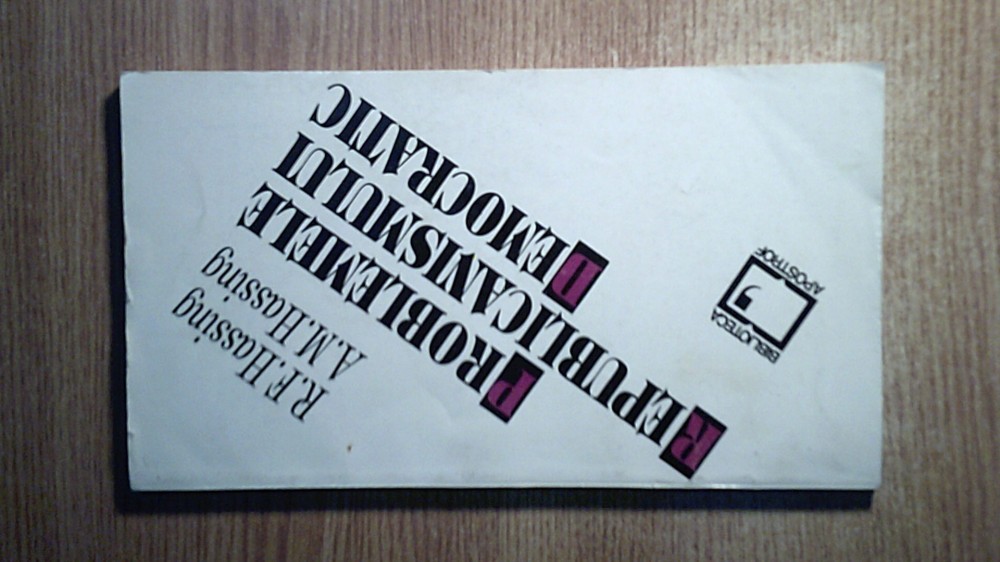 R.F.Hassing
A.M.Hassing
PROBLEMELE
REPUBLICANISMULUI
DEMOCRATIC
BIBLIOTECA
APOSTROF